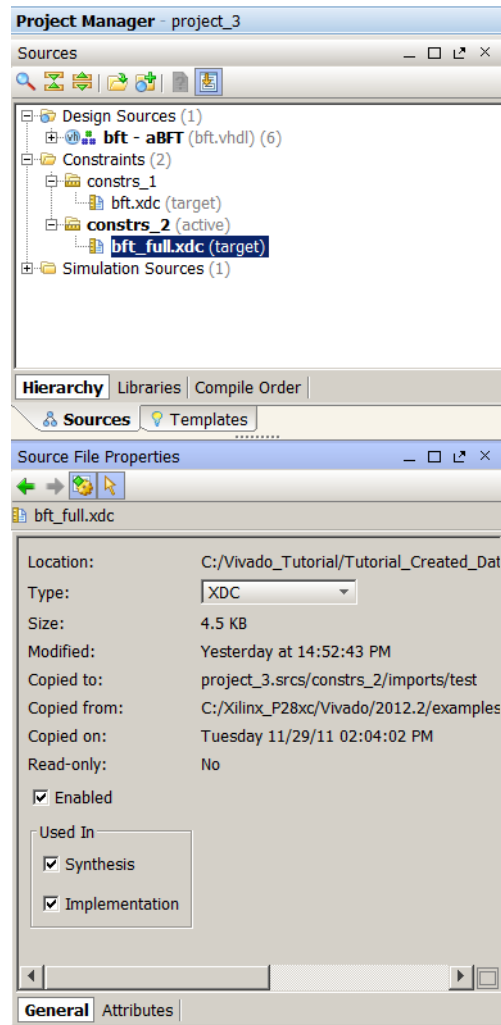 Project Manager - project_3
Sources
Design Sources (1)
bft - aBFT (bft.vhdl) (6)
Constraints (2)
constrs_1
bft.xdc (target)
constrs_2 (active)
bft_full.xdc (target)
Simulation Sources (1)
Hierarchy Libraries Compile Order
Sources Templates
Source File Properties
bft_full.xdc
Location: C:/Vivado_Tutorial/Tutorial_Created_Dat
Type: XDC
Size: 4.5 KB
Modified: Yesterday at 14:52:43 PM
Copied to: project_3.srcs/constrs_2/imports/test
Copied from: C:/Xilinx_P28xc/Vivado/2012.2/examples
Copied on: Tuesday 11/29/11 02:04:02 PM
Read-only: No
Enabled
Used In
Synthesis
Implementation
General Attributes